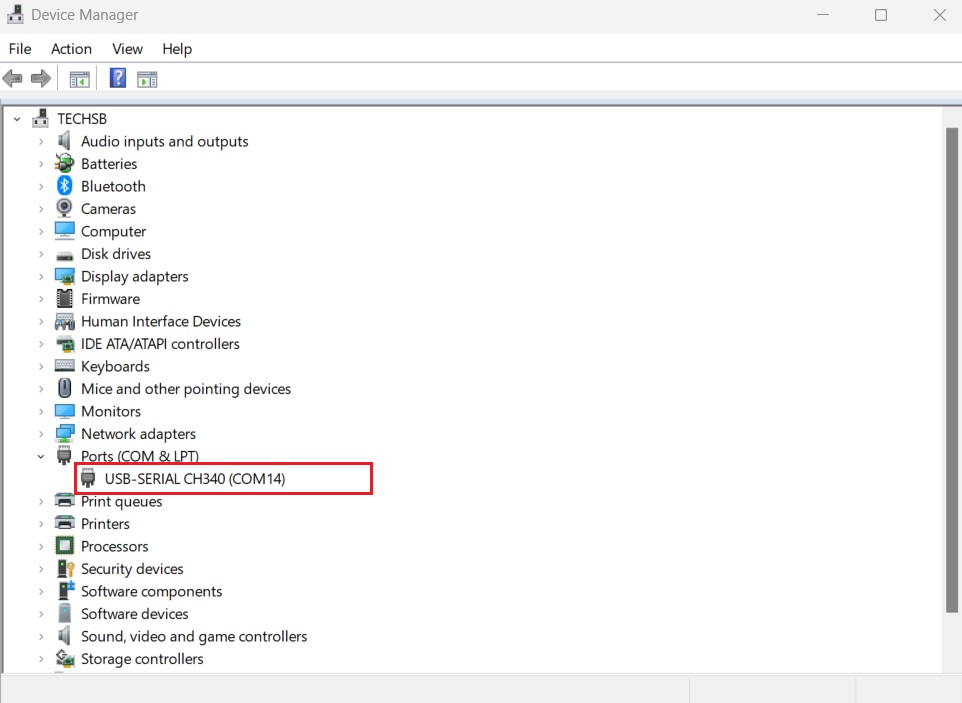 Device Manager
File Action View Help
?
TECHSB
Audio inputs and outputs
Batteries
Bluetooth
Cameras
Computer
Disk drives
Display adapters
Firmware
Human Interface Devices
IDE ATA/ATAPI controllers
Keyboards
Mice and other pointing devices
Monitors
Network adapters
Ports (COM & LPT)
USB-SERIAL CH340 (COM14)
Print queues
Printers
Processors
Security devices
Software components
Software devices
Sound, video and game controllers
Storage controllers